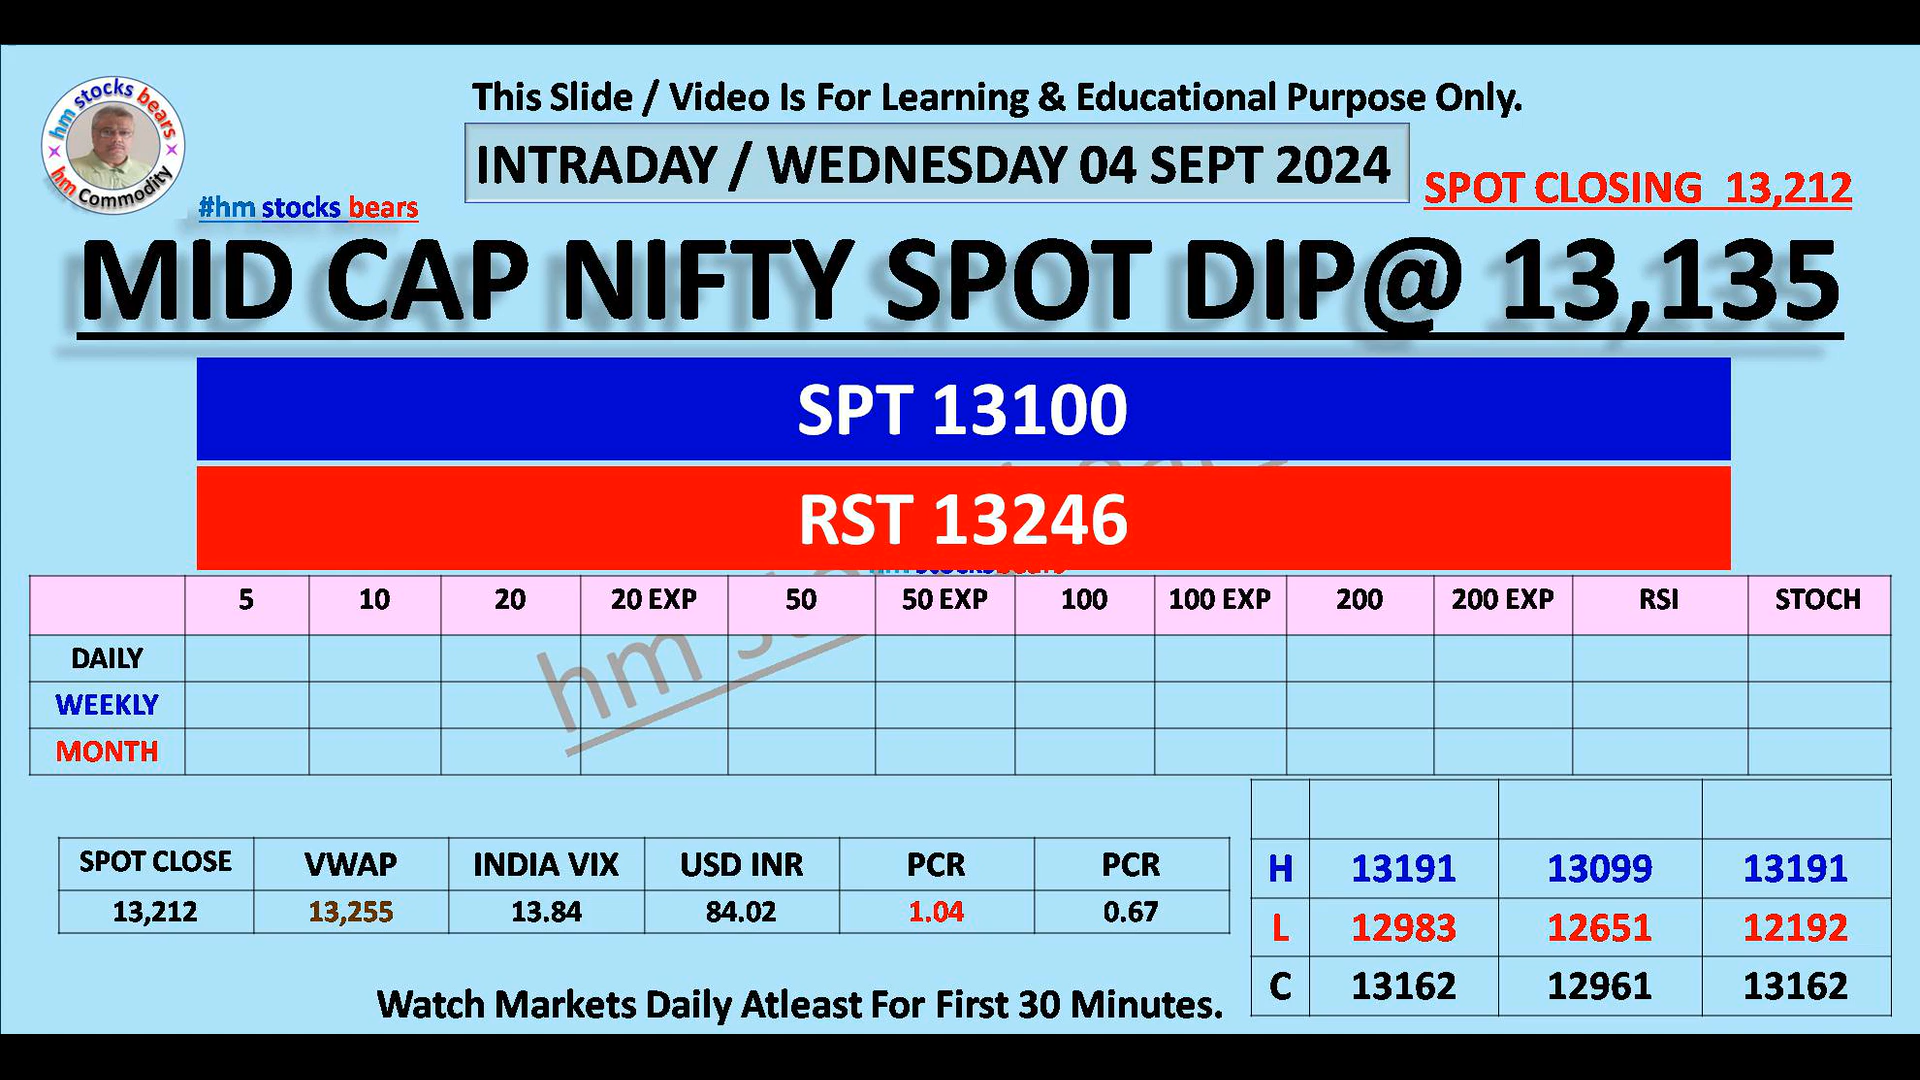 This Slide / Video Is For Learning & Educational Purpose Only.
hm stocks bears
hm Commodity
INTRADAY / WEDNESDAY 04 SEPT 2024
SPOT CLOSING 13,212
#hm stocks bears
MID CAP NIFTY SPOT DIP@ 13,135
SPT 13100
RST 13246
5 10 20 20 EXP 50 50 EXP 100 100 EXP 200 200 EXP RSI STOCH
DAILY
WEEKLY
MONTH
SPOT CLOSE VWAP INDIA VIX USD INR PCR PCR
13,212 13,255 13.84 84.02 1.04 0.67
H 13191 13099 13191
L 12983 12651 12192
C 13162 12961 13162
Watch Markets Daily Atleast For First 30 Minutes.